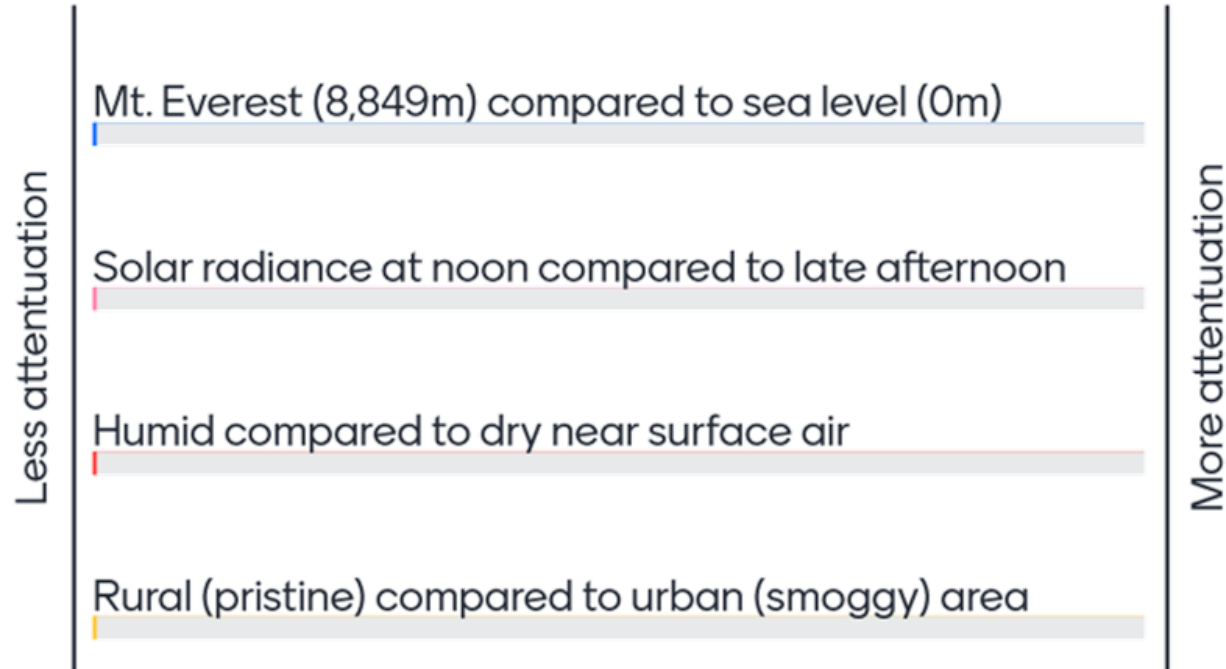 Less attentuation
Mt. Everest (8,849m) compared to sea level (0m)
Solar radiance at noon compared to late afternoon
Humid compared to dry near surface air
Rural (pristine) compared to urban (smoggy) area
More attentuation